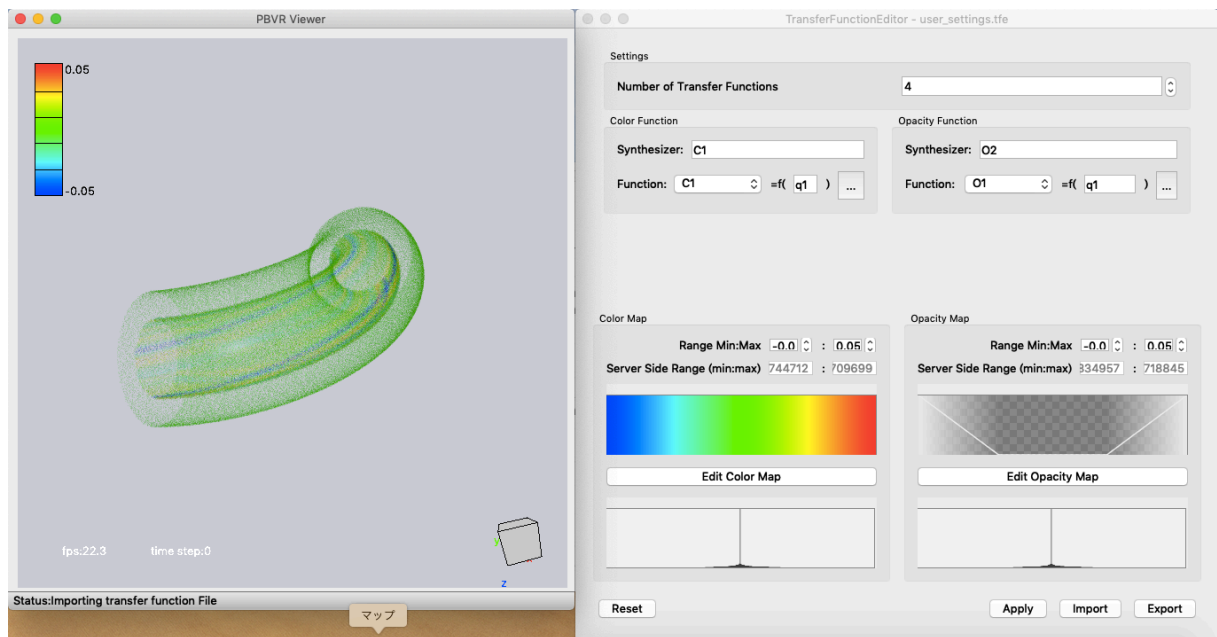 PBVR Viewer
0.05
-0.05
fps:22.3 time step:0
z
Status:Importing transfer function File
マップ
TransferFunctionEditor - user_settings.tfe
Settings
Number of Transfer Functions 4
Color Function
Synthesizer: C1
Function: C1 =f( q1 ) ...
Opacity Function
Synthesizer: O2
Function: O1 =f( q1 ) ...
Color Map
Range Min:Max -0.0 : 0.05
Server Side Range (min:max) 744712 : 709699
Edit Color Map
Opacity Map
Range Min:Max -0.0 : 0.05
Server Side Range (min:max) 834957 : 718845
Edit Opacity Map
Reset
Apply Import Export